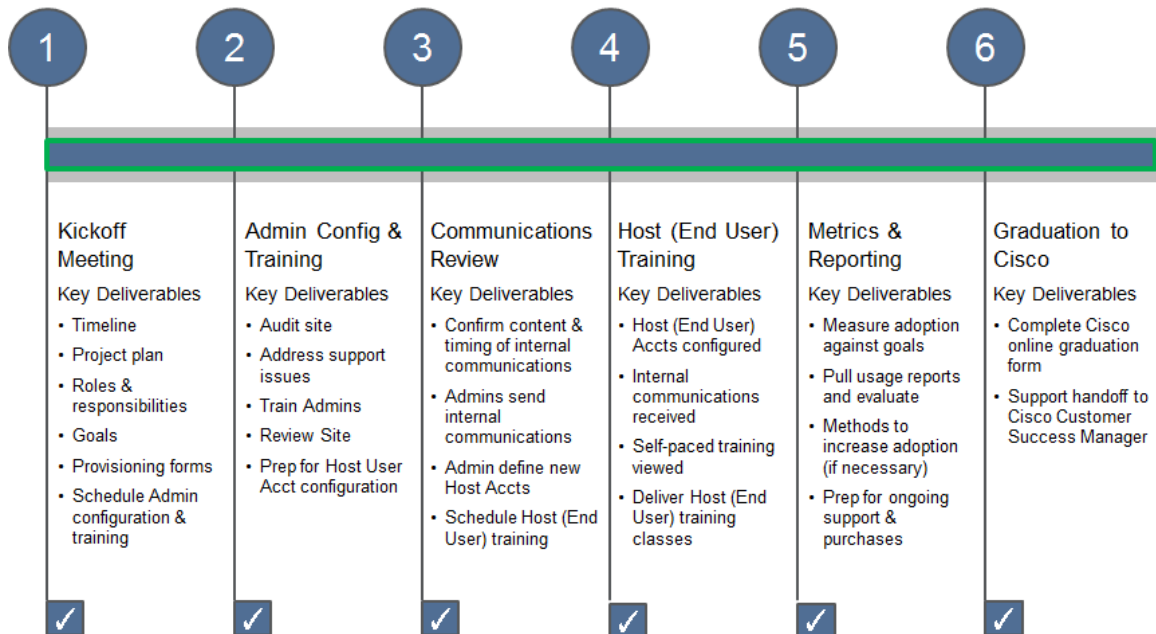 1
2
3
4
5
6
Kickoff
Meeting
Key Deliverables
• Timeline
• Project plan
• Roles &
responsibilities
• Goals
• Provisioning forms
• Schedule Admin
configuration &
training
Admin Config &
Training
Key Deliverables
• Audit site
• Address support
issues
• Train Admins
• Review Site
• Prep for Host User
Acct configuration
Communications
Review
Key Deliverables
• Confirm content &
timing of internal
communications
• Admins send
internal
communications
• Admin define new
Host Accts
• Schedule Host (End
User) training
Host (End User)
Training
Key Deliverables
• Host (End User)
Accts configured
• Internal
communications
received
• Self-paced training
viewed
• Deliver Host (End
User) training
classes
Metrics &
Reporting
Key Deliverables
• Measure adoption
against goals
• Pull usage reports
and evaluate
• Methods to
increase adoption
(if necessary)
• Prep for ongoing
support &
purchases
Graduation to
Cisco
Key Deliverables
• Complete Cisco
online graduation
form
• Support handoff to
Cisco Customer
Success Manager